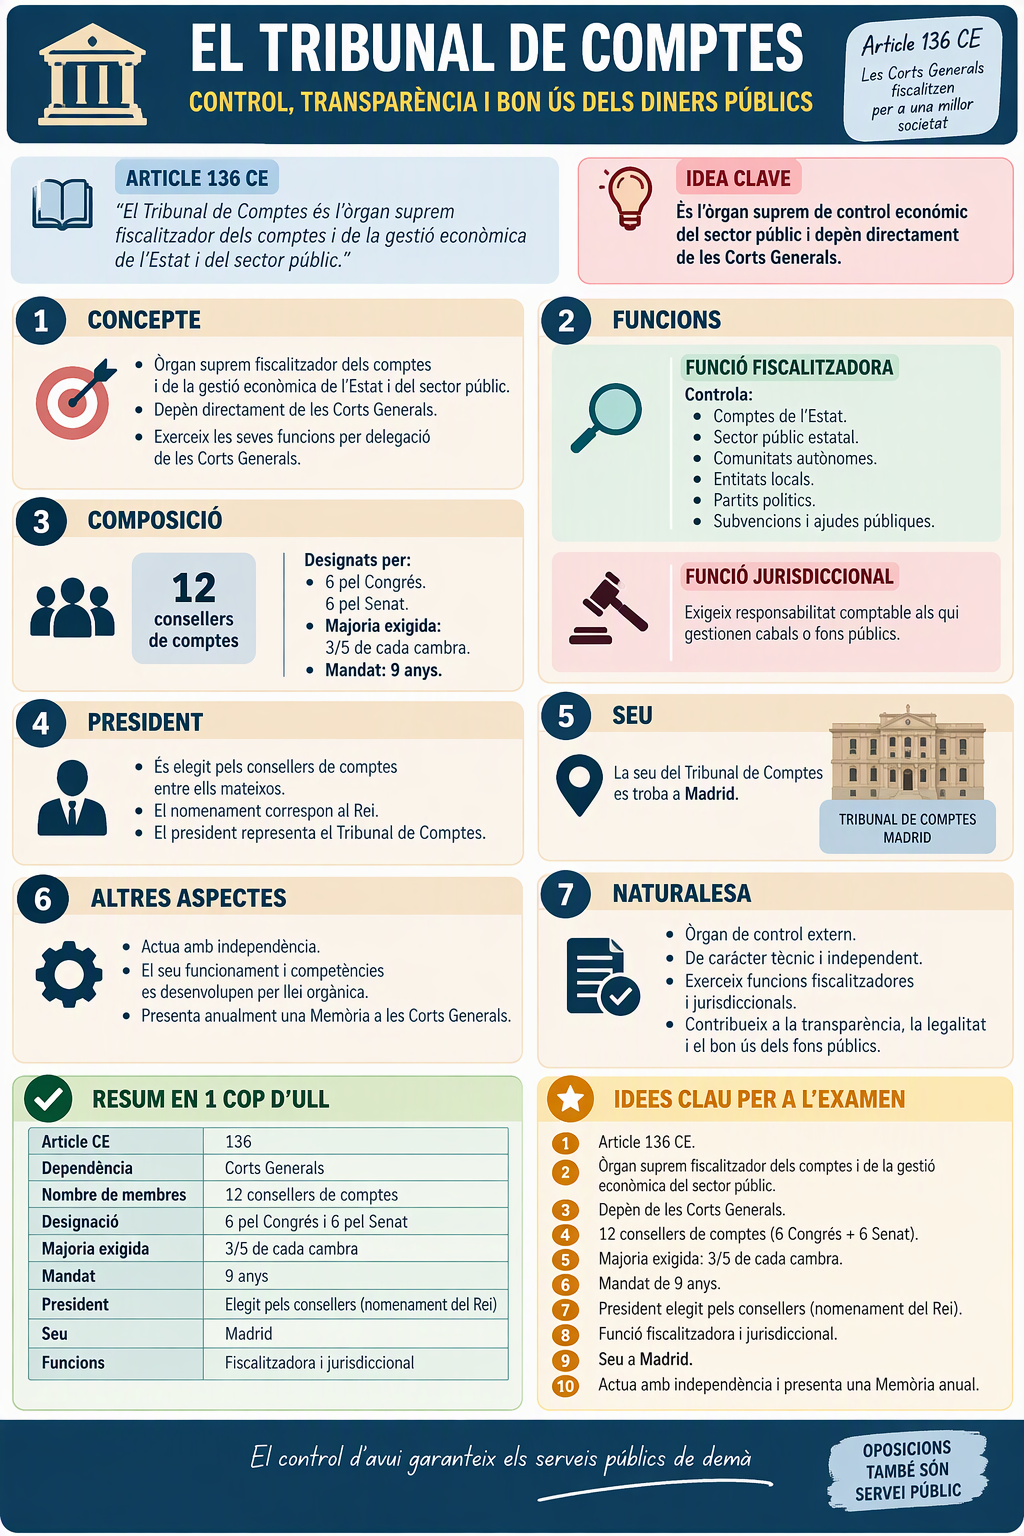 EL TRIBUNAL DE COMPTES
CONTROL, TRANSPARÈNCIA I BON ÚS DELS DINERS PÚBLICS
Article 136 CE
Les Corts Generals
fiscalitzen
per a una millor
societat
ARTICLE 136 CE
“El Tribunal de Comptes és l’òrgan suprem
fiscalitzador dels comptes i de la gestió econòmica
de l’Estat i del sector públic.”
IDEA CLAVE
Ès l’òrgan suprem de control económic
del sector públic i depèn directament
de les Corts Generals.
1 CONCEPTE
• Òrgan suprem fiscalitzador dels comptes
i de la gestió econòmica de l’Estat i del sector públic.
• Depèn directament de les Corts Generals.
• Exerceix les seves funcions per delegació
de les Corts Generals.
2 FUNCIONS
FUNCIÓ FISCALITZADORA
Controla:
• Comptes de l’Estat.
• Sector públic estatal.
• Comunitats autònomes.
• Entitats locals.
• Partits politics.
• Subvencions i ajudes públiques.
FUNCIÓ JURISDICCIONAL
Exigeix responsabilitat comptable als qui
gestionen cabals o fons públics.
3 COMPOSICIÓ
12
consellers
de comptes
Designats per:
• 6 pel Congrés.
6 pel Senat.
• Majoria exigida:
3/5 de cada cambra.
• Mandat: 9 anys.
4 PRESIDENT
• És elegit pels consellers de comptes
entre ells mateixos.
• El nomenament correspon al Rei.
• El president representa el Tribunal de Comptes.
5 SEU
La seu del Tribunal de Comptes
es troba a Madrid.
TRIBUNAL DE COMPTES
MADRID
6 ALTRES ASPECTES
• Actua amb independència.
• El seu funcionament i competències
es desenvolupen per llei orgànica.
• Presenta anualment una Memòria a les Corts Generals.
7 NATURALESA
• Òrgan de control extern.
• De carácter tècnic i independent.
• Exerceix funcions fiscalitzadores
i jurisdiccionals.
• Contribueix a la transparència, la legalitat
i el bon ús dels fons públics.
RESUM EN 1 COP D’ULL
Article CE 136
Dependència Corts Generals
Nombre de membres 12 consellers de comptes
Designació 6 pel Congrés i 6 pel Senat
Majoria exigida 3/5 de cada cambra
Mandat 9 anys
President Elegit pels consellers (nomenament del Rei)
Seu Madrid
Funcions Fiscalitzadora i jurisdiccional
IDEES CLAU PER A L’EXAMEN
1 Article 136 CE.
2 Òrgan suprem fiscalitzador dels comptes i de la gestió
econòmica del sector públic.
3 Depèn de les Corts Generals.
4 12 consellers de comptes (6 Congrés + 6 Senat).
5 Majoria exigida: 3/5 de cada cambra.
6 Mandat de 9 anys.
7 President elegit pels consellers (nomenament del Rei).
8 Funció fiscalitzadora i jurisdiccional.
9 Seu a Madrid.
10 Actua amb independència i presenta una Memòria anual.
El control d’avui garanteix els serveis públics de demà
OPOSICIONS
TAMBÉ SÓN
SERVEI PÚBLIC